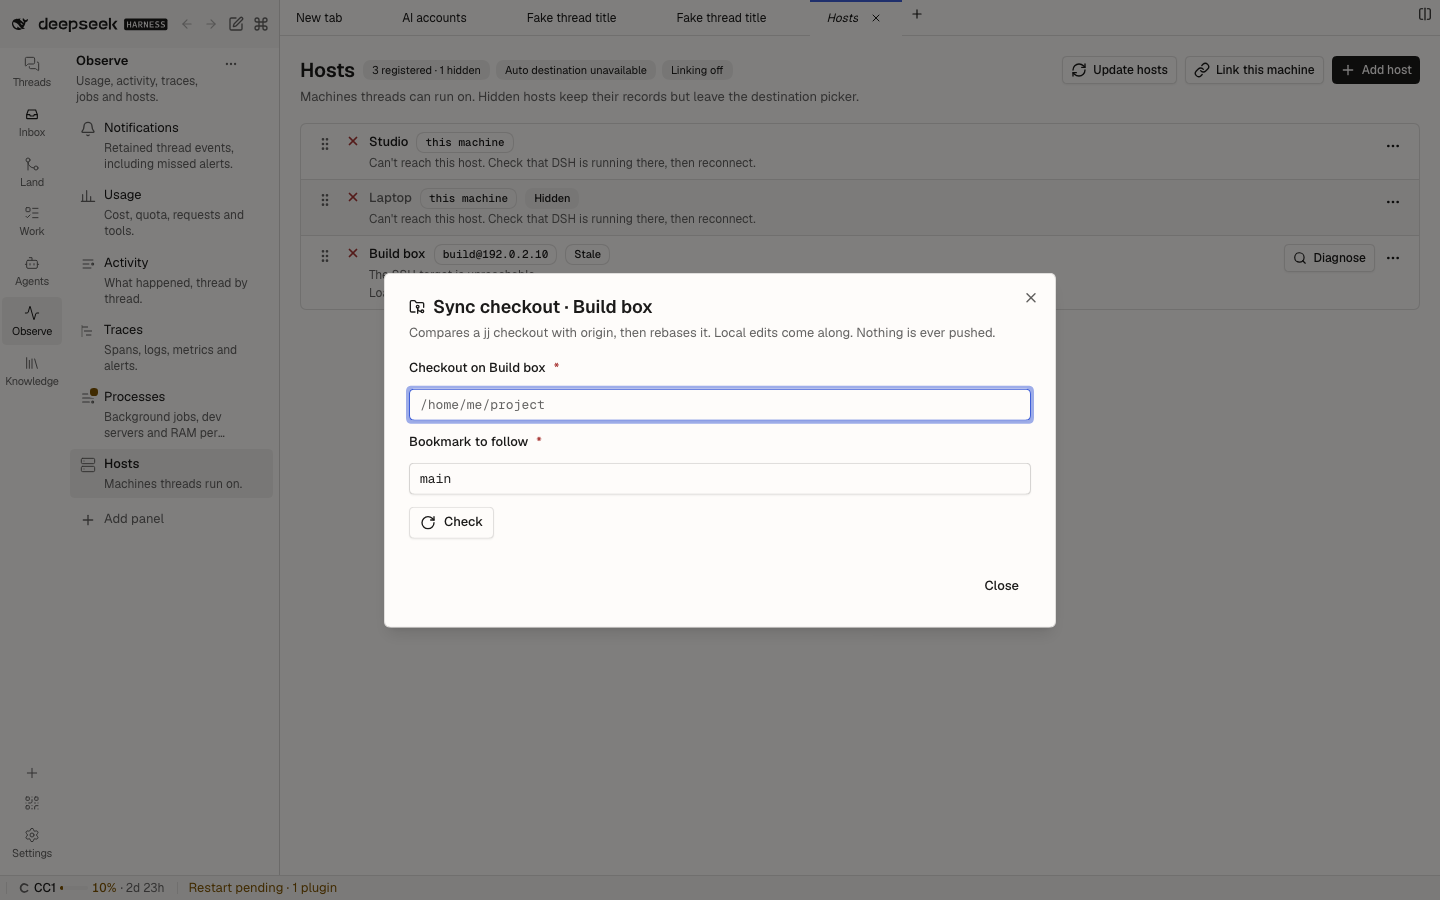 deepseek HARNESS
New tab
AI accounts
Fake thread title
Fake thread title
Hosts
Threads
Inbox
Land
Work
Agents
Observe
Knowledge
Settings
Observe
Usage, activity, traces,
jobs and hosts.
Notifications
Retained thread events,
including missed alerts.
Usage
Cost, quota, requests and
tools.
Activity
What happened, thread by
thread.
Traces
Spans, logs, metrics and
alerts.
Processes
Background jobs, dev
servers and RAM per…
Hosts
Machines threads run on.
Add panel
Hosts 3 registered · 1 hidden Auto destination unavailable Linking off
Update hosts Link this machine Add host
Machines threads can run on. Hidden hosts keep their records but leave the destination picker.
Studio this machine
Can't reach this host. Check that DSH is running there, then reconnect.
Laptop this machine Hidden
Can't reach this host. Check that DSH is running there, then reconnect.
Build box build@192.0.2.10 Stale
Diagnose
Sync checkout · Build box
Compares a jj checkout with origin, then rebases it. Local edits come along. Nothing is ever pushed.
Checkout on Build box *
/home/me/project
Bookmark to follow *
main
Check
Close
C CC1 10% · 2d 23h Restart pending · 1 plugin